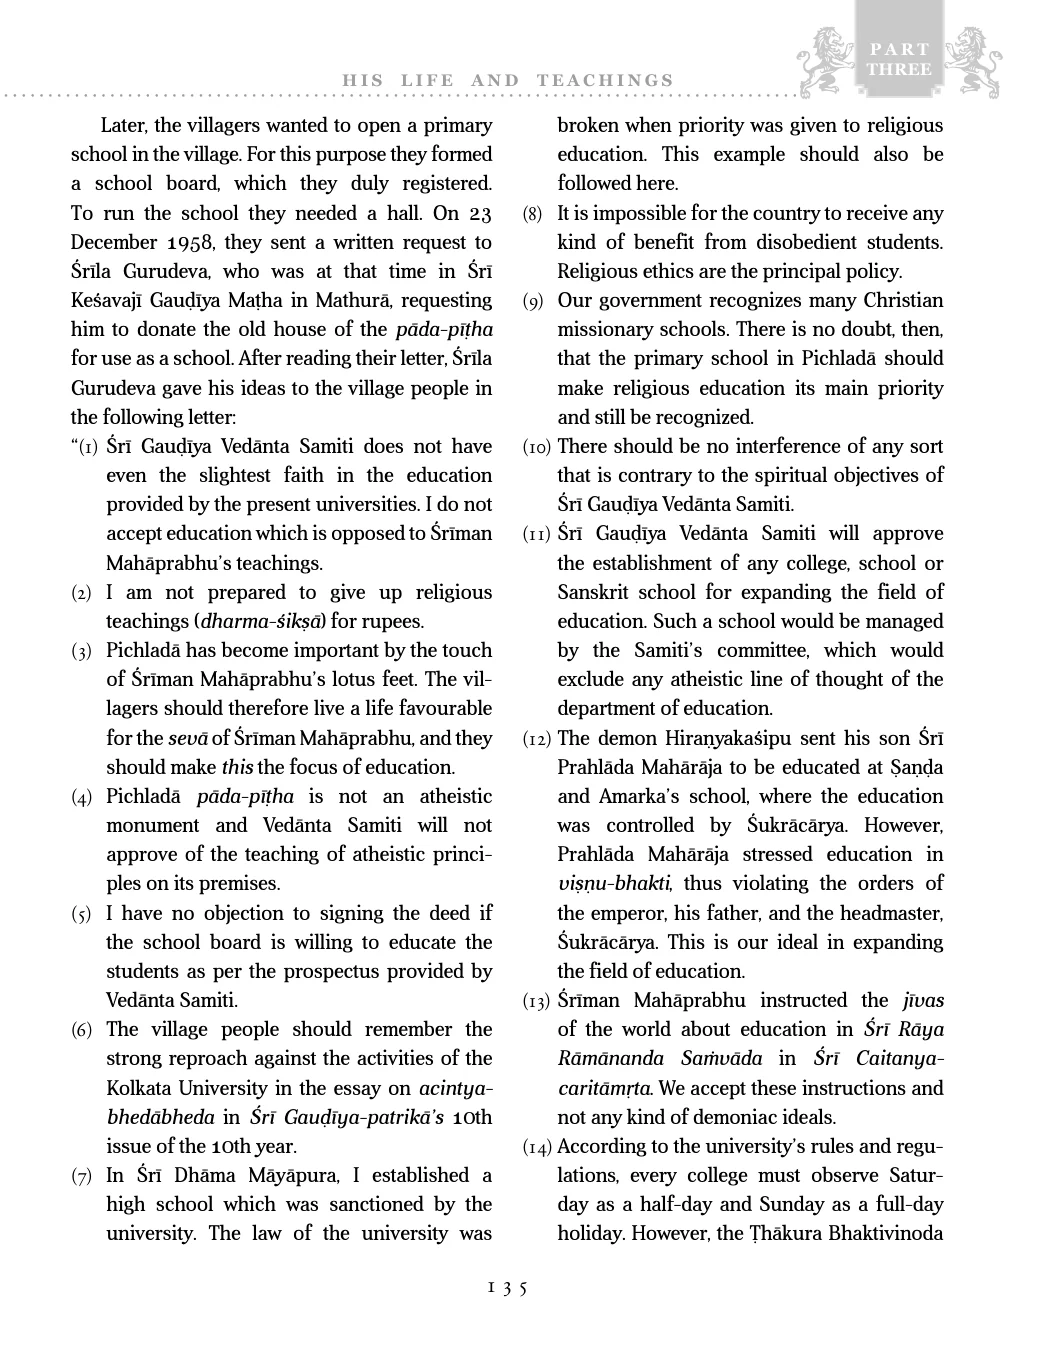 PART
THREE
HIS LIFE AND TEACHINGS
Later, the villagers wanted to open a primary
school in the village. For this purpose they formed
a school board, which they duly registered.
To run the school they needed a hall. On 23
December 1958, they sent a written request to
Śrīla Gurudeva, who was at that time in Śrī
Keśavajī Gauḍīya Maṭha in Mathurā, requesting
him to donate the old house of the pāda-pīṭha
for use as a school. After reading their letter, Śrīla
Gurudeva gave his ideas to the village people in
the following letter:
“(1) Śrī Gauḍīya Vedānta Samiti does not have
even the slightest faith in the education
provided by the present universities. I do not
accept education which is opposed to Śrīman
Mahāprabhu’s teachings.
(2) I am not prepared to give up religious
teachings (dharma-śikṣā) for rupees.
(3) Pichladā has become important by the touch
of Śrīman Mahāprabhu’s lotus feet. The vil-
lagers should therefore live a life favourable
for the sevā of Śrīman Mahāprabhu, and they
should make this the focus of education.
(4) Pichladā pāda-pīṭha is not an atheistic
monument and Vedānta Samiti will not
approve of the teaching of atheistic princi-
ples on its premises.
(5) I have no objection to signing the deed if
the school board is willing to educate the
students as per the prospectus provided by
Vedānta Samiti.
(6) The village people should remember the
strong reproach against the activities of the
Kolkata University in the essay on acintya-
bhedābheda in Śrī Gauḍīya-patrikā’s 10th
issue of the 10th year.
(7) In Śrī Dhāma Māyāpura, I established a
high school which was sanctioned by the
university. The law of the university was
broken when priority was given to religious
education. This example should also be
followed here.
(8) It is impossible for the country to receive any
kind of benefit from disobedient students.
Religious ethics are the principal policy.
(9) Our government recognizes many Christian
missionary schools. There is no doubt, then,
that the primary school in Pichladā should
make religious education its main priority
and still be recognized.
(10) There should be no interference of any sort
that is contrary to the spiritual objectives of
Śrī Gauḍīya Vedānta Samiti.
(11) Śrī Gauḍīya Vedānta Samiti will approve
the establishment of any college, school or
Sanskrit school for expanding the field of
education. Such a school would be managed
by the Samiti’s committee, which would
exclude any atheistic line of thought of the
department of education.
(12) The demon Hiraṇyakaśipu sent his son Śrī
Prahlāda Mahārāja to be educated at Ṣaṇḍa
and Amarka’s school, where the education
was controlled by Śukrācārya. However,
Prahlāda Mahārāja stressed education in
viṣṇu-bhakti, thus violating the orders of
the emperor, his father, and the headmaster,
Śukrācārya. This is our ideal in expanding
the field of education.
(13) Śrīman Mahāprabhu instructed the jīvas
of the world about education in Śrī Rāya
Rāmānanda Saṁvāda in Śrī Caitanya-
caritāmṛta. We accept these instructions and
not any kind of demoniac ideals.
(14) According to the university’s rules and regu-
lations, every college must observe Satur-
day as a half-day and Sunday as a full-day
holiday. However, the Ṭhākura Bhaktivinoda
135